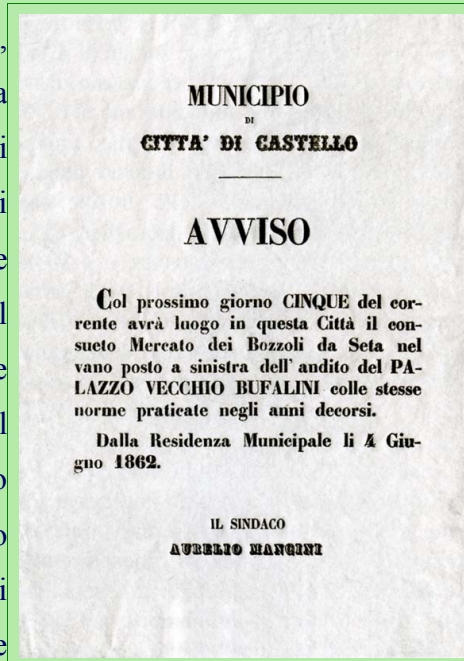 ,
a
i
i
e
l
e
l
o
o
i
e
MUNICIPIO
DI
CITTA' DI CASTELLO
AVVISO
Col prossimo giorno CINQUE del cor-
rente avrà luogo in questa Città il con-
sueto Mercato dei Bozzoli da Seta nel
vano posto a sinistra dell' andito del PA-
LAZZO VECCHIO BUFALINI colle stesse
norme praticate negli anni decorsi.
Dalla Residenza Municipale li 4 Giu-
gno 1862.
IL SINDACO
AURELIO MANCINI